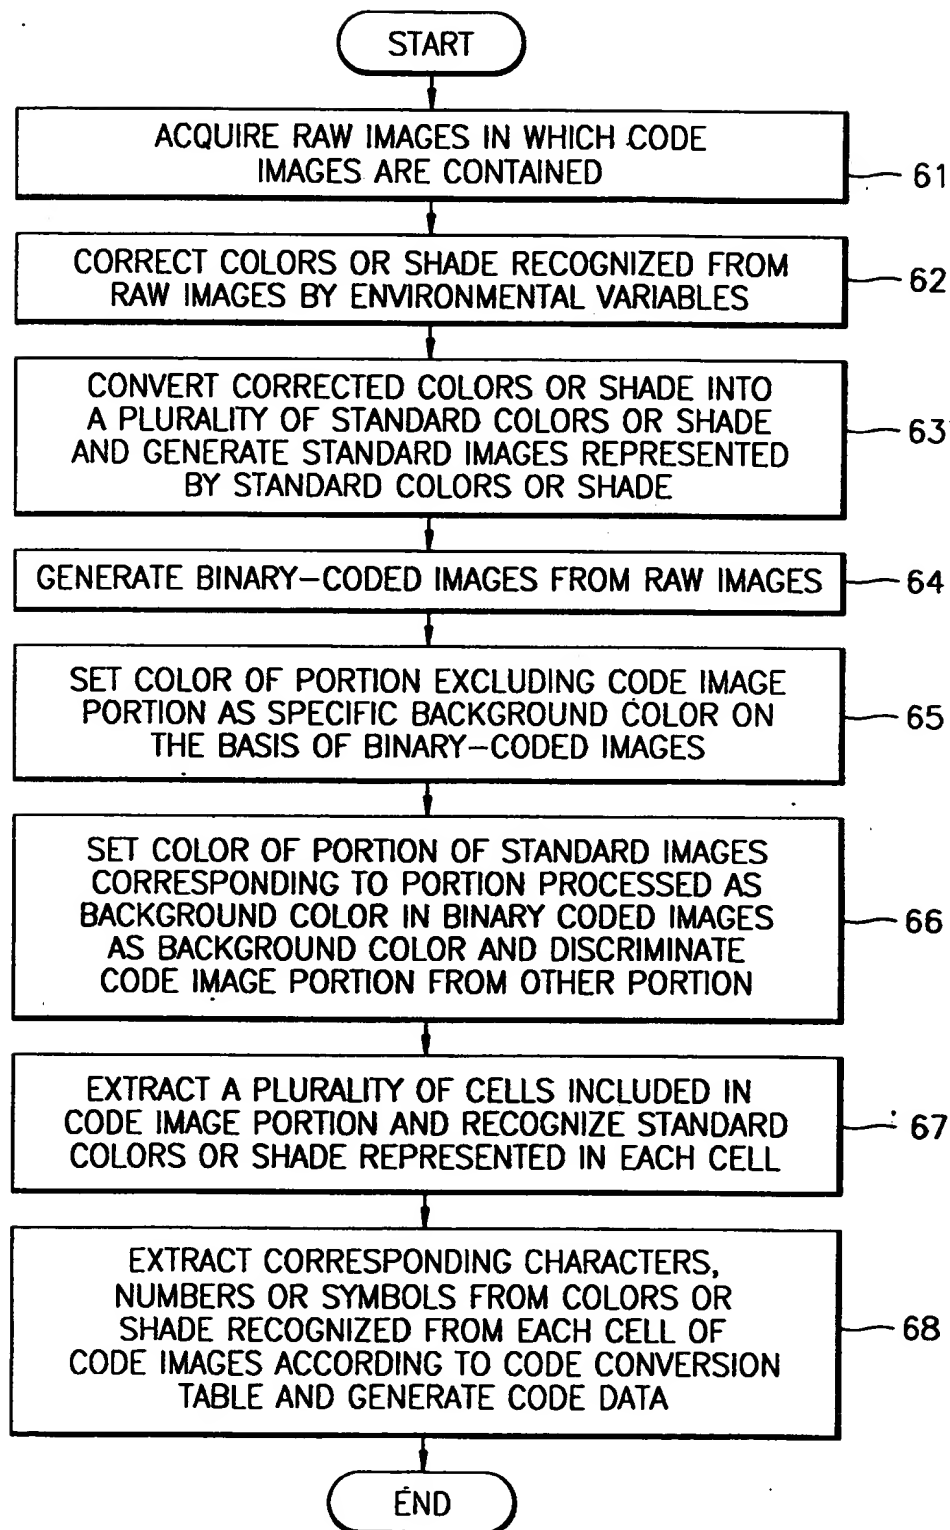 START
ACQUIRE RAW IMAGES IN WHICH CODE
IMAGES ARE CONTAINED
61
CORRECT COLORS OR SHADE RECOGNIZED FROM
RAW IMAGES BY ENVIRONMENTAL VARIABLES
62
CONVERT CORRECTED COLORS OR SHADE INTO
A PLURALITY OF STANDARD COLORS OR SHADE
AND GENERATE STANDARD IMAGES REPRESENTED
BY STANDARD COLORS OR SHADE
63
GENERATE BINARY-CODED IMAGES FROM RAW IMAGES
64
SET COLOR OF PORTION EXCLUDING CODE IMAGE
PORTION AS SPECIFIC BACKGROUND COLOR ON
THE BASIS OF BINARY-CODED IMAGES
65
SET COLOR OF PORTION OF STANDARD IMAGES
CORRESPONDING TO PORTION PROCESSED AS
BACKGROUND COLOR IN BINARY CODED IMAGES
AS BACKGROUND COLOR AND DISCRIMINATE
CODE IMAGE PORTION FROM OTHER PORTION
66
EXTRACT A PLURALITY OF CELLS INCLUDED IN
CODE IMAGE PORTION AND RECOGNIZE STANDARD
COLORS OR SHADE REPRESENTED IN EACH CELL
67
EXTRACT CORRESPONDING CHARACTERS,
NUMBERS OR SYMBOLS FROM COLORS OR
SHADE RECOGNIZED FROM EACH CELL OF
CODE IMAGES ACCORDING TO CODE CONVERSION
TABLE AND GENERATE CODE DATA
68
END